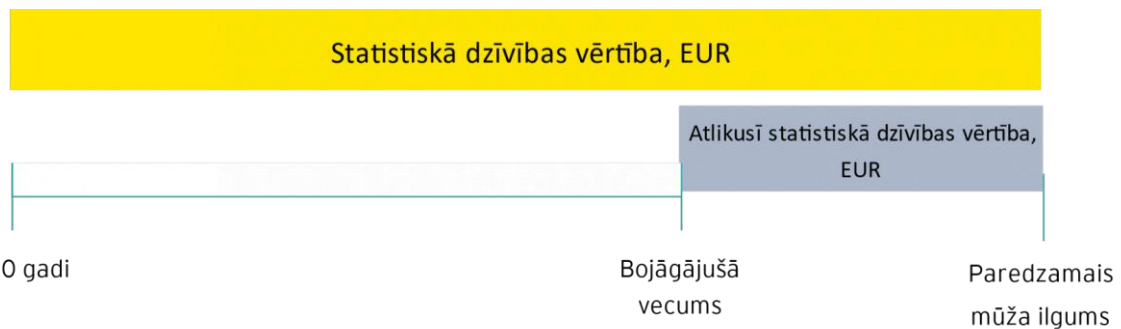 Statistiskā dzīvības vērtība, EUR
Atlikusī statistiskā dzīvības vērtība,
EUR
0 gadi
Bojāgājušā
vecums
Paredzamais
mūža ilgums